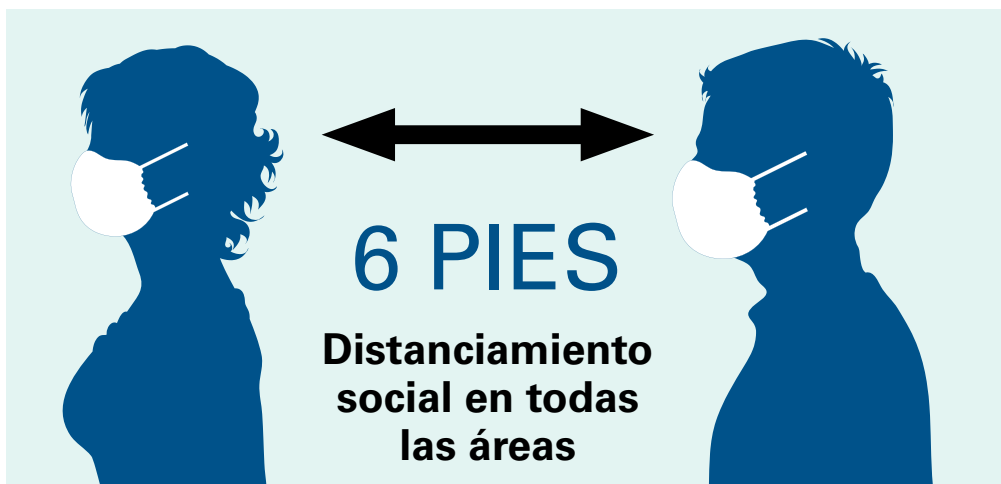 6 PIES
Distanciamiento
social en todas
las áreas